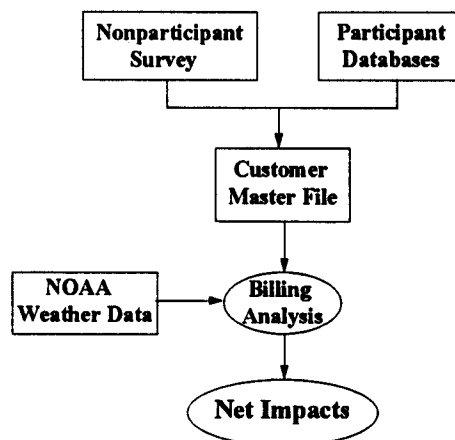 Nonparticipant
Survey
Participant
Databases
Customer
Master File
NOAA
Weather Data
Billing
Analysis
Net Impacts